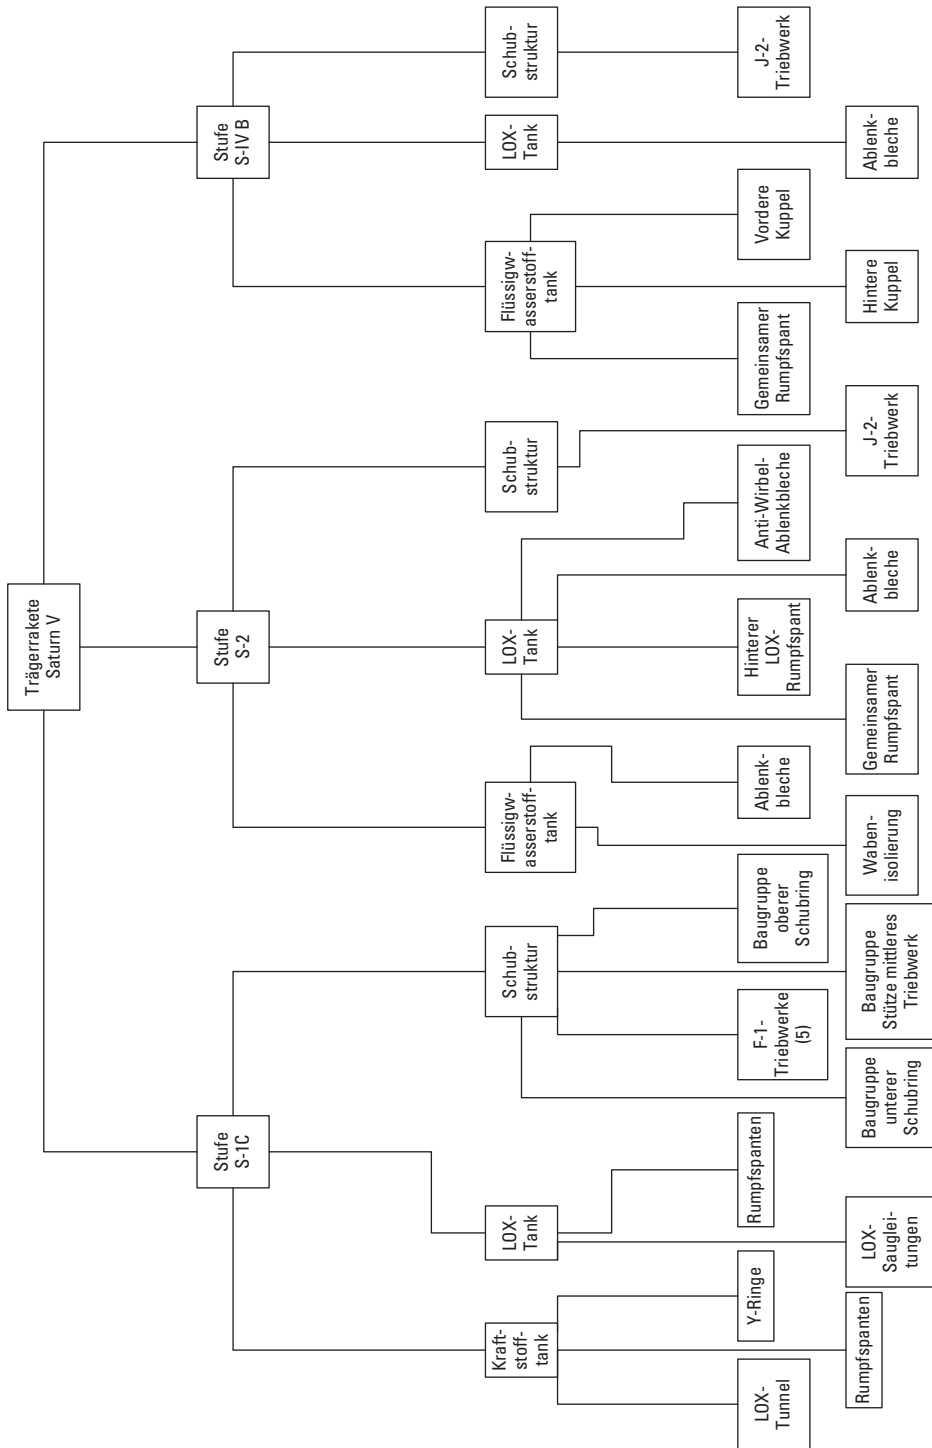 Trägerrakete
Saturn V
Stufe
S-1C
Stufe
S-2
Stufe
S-IV B
Kraft-
stoff-
tank
LOX-
Tank
Schub-
struktur
Flüssigw-
asserstoff-
tank
LOX-
Tank
Schub-
struktur
Flüssigw-
asserstoff-
tank
LOX-
Tank
Schub-
struktur
LOX-
Tunnel
Y-Ringe
Rumpfspanten
F-1-
Triebwerke
(5)
Baugruppe
oberer
Schubring
Ablenk-
bleche
Hinterer
LOX-
Rumpfspant
Anti-Wirbel-
Ablenkbleche
Gemeinsamer
Rumpfspant
Vordere
Kuppel
J-2-
Triebwerk
Rumpfspanten
LOX-
Sauglei-
tungen
Baugruppe
unterer
Schubring
Baugruppe
Stütze mittleres
Triebwerk
Waben-
isolierung
Gemeinsamer
Rumpfspant
Ablenk-
bleche
J-2-
Triebwerk
Hintere
Kuppel
Ablenk-
bleche